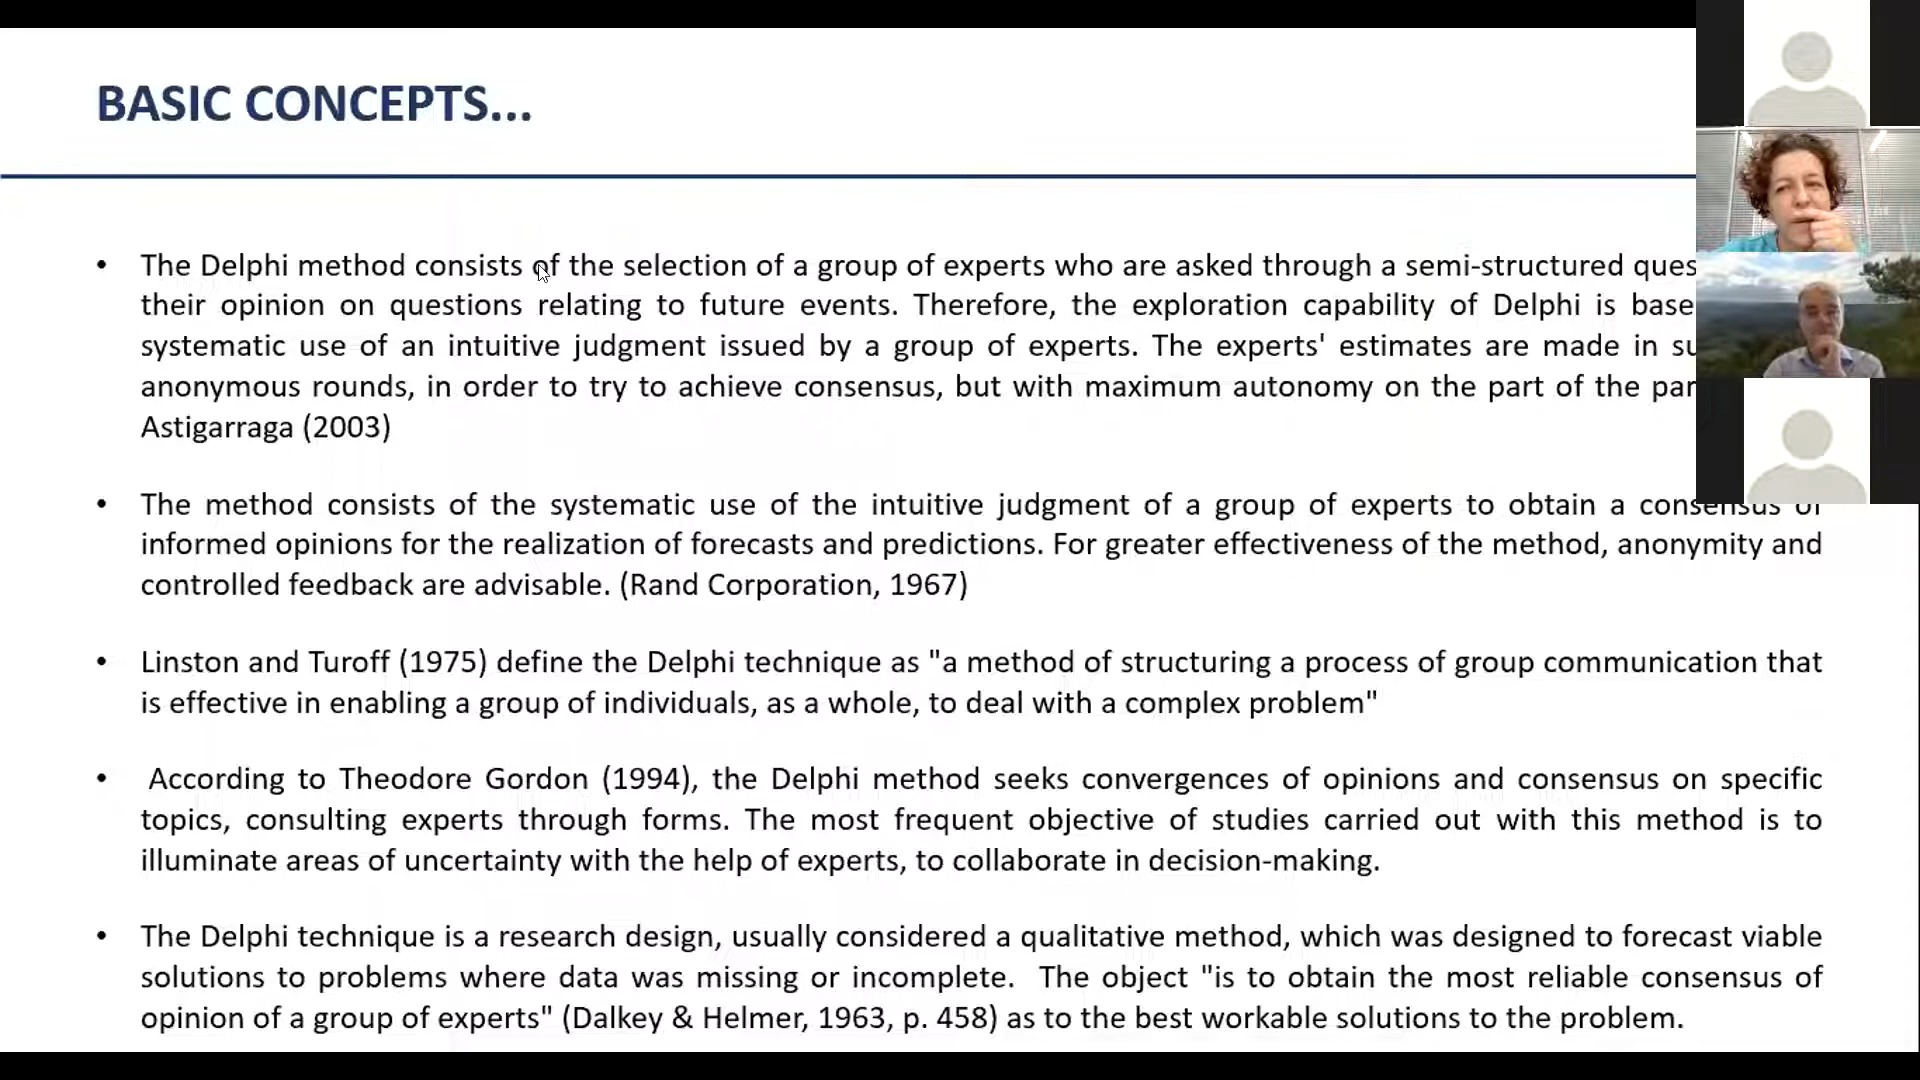 BASIC CONCEPTS...
• The Delphi method consists of the selection of a group of experts who are asked through a semi-structured
their opinion on questions relating to future events. Therefore, the exploration capability of Delphi is
systematic use of an intuitive judgment issued by a group of experts. The experts' estimates are made in
anonymous rounds, in order to try to achieve consensus, but with maximum autonomy on the part of the
Astigarraga (2003)
• The method consists of the systematic use of the intuitive judgment of a group of experts to obtain a consensus of
informed opinions for the realization of forecasts and predictions. For greater effectiveness of the method, anonymity and
controlled feedback are advisable. (Rand Corporation, 1967)
• Linston and Turoff (1975) define the Delphi technique as "a method of structuring a process of group communication that
is effective in enabling a group of individuals, as a whole, to deal with a complex problem"
• According to Theodore Gordon (1994), the Delphi method seeks convergences of opinions and consensus on specific
topics, consulting experts through forms. The most frequent objective of studies carried out with this method is to
illuminate areas of uncertainty with the help of experts, to collaborate in decision-making.
• The Delphi technique is a research design, usually considered a qualitative method, which was designed to forecast viable
solutions to problems where data was missing or incomplete. The object "is to obtain the most reliable consensus of
opinion of a group of experts" (Dalkey & Helmer, 1963, p. 458) as to the best workable solutions to the problem.